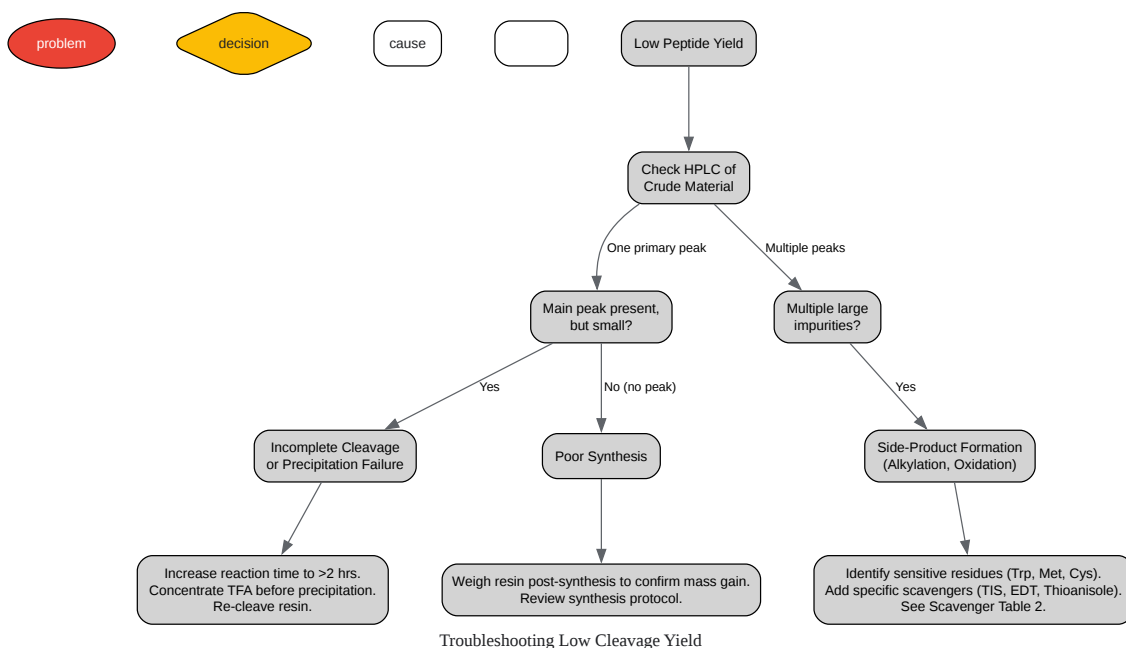 problem
decision
cause
Low Peptide Yield
Check HPLC of
Crude Material
One primary peak
Multiple peaks
Main peak present,
but small?
Multiple large
impurities?
Yes
No (no peak)
Yes
Incomplete Cleavage
or Precipitation Failure
Poor Synthesis
Side-Product Formation
(Alkylation, Oxidation)
Increase reaction time to >2 hrs.
Concentrate TFA before precipitation.
Re-cleave resin.
Weigh resin post-synthesis to confirm mass gain.
Review synthesis protocol.
Identify sensitive residues (Trp, Met, Cys).
Add specific scavengers (TIS, EDT, Thioanisole).
See Scavenger Table 2.
Troubleshooting Low Cleavage Yield